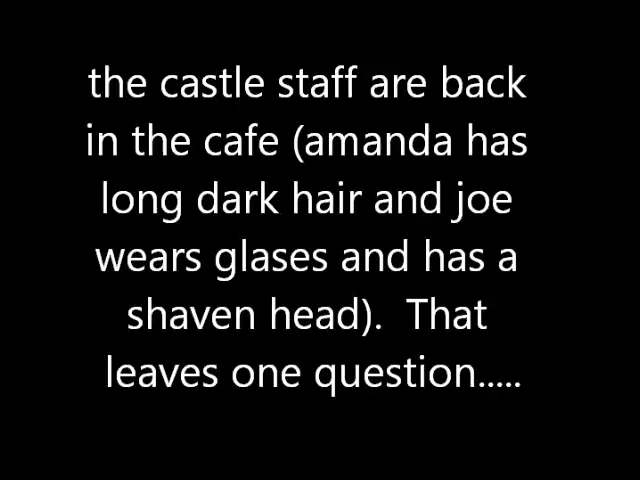 the castle staff are back
in the cafe (amanda has
long dark hair and joe
wears glases and has a
shaven head).  That
leaves one question.....